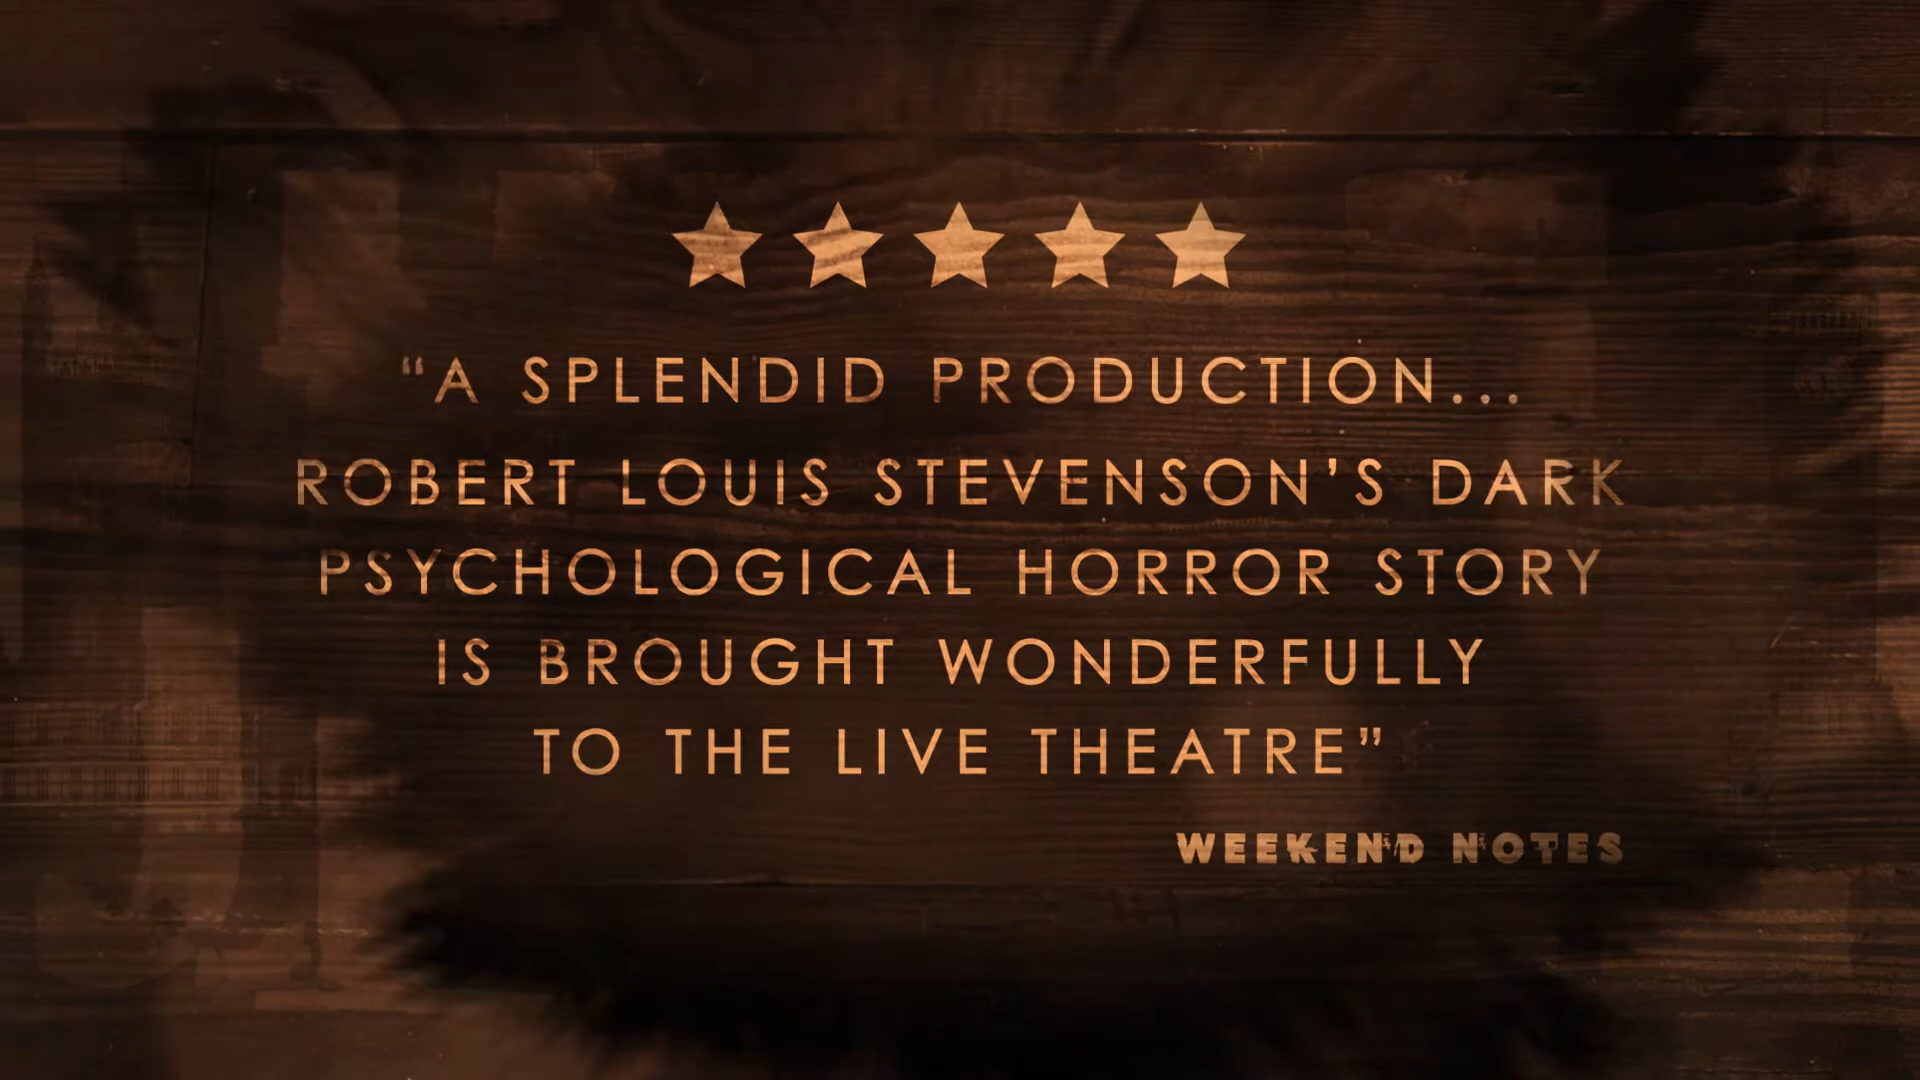 “A SPLENDID PRODUCTION...
ROBERT LOUIS STEVENSON’S DARK
PSYCHOLOGICAL HORROR STORY
IS BROUGHT WONDERFULLY
TO THE LIVE THEATRE”
WEEKEND NOTES